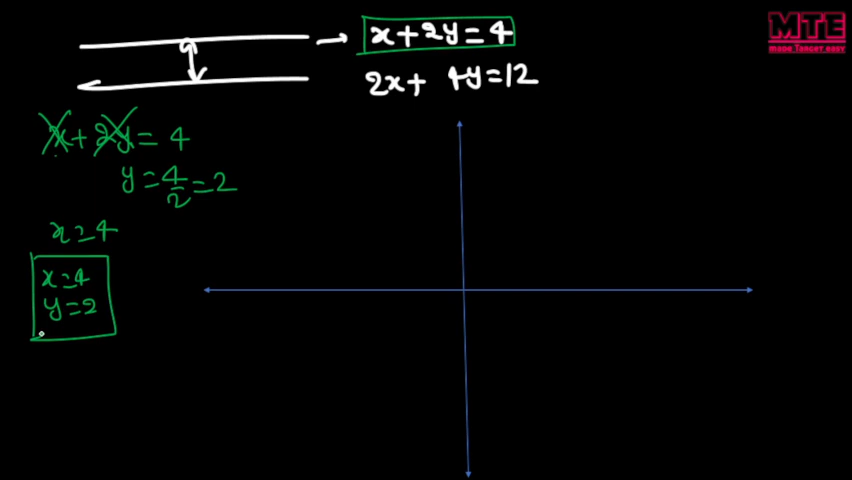 x+2y=4
2x+ 4y=12
MTE
MADE TARGET EASY
x+2y=4
y=4/2=2
x=4
x=4
y=2